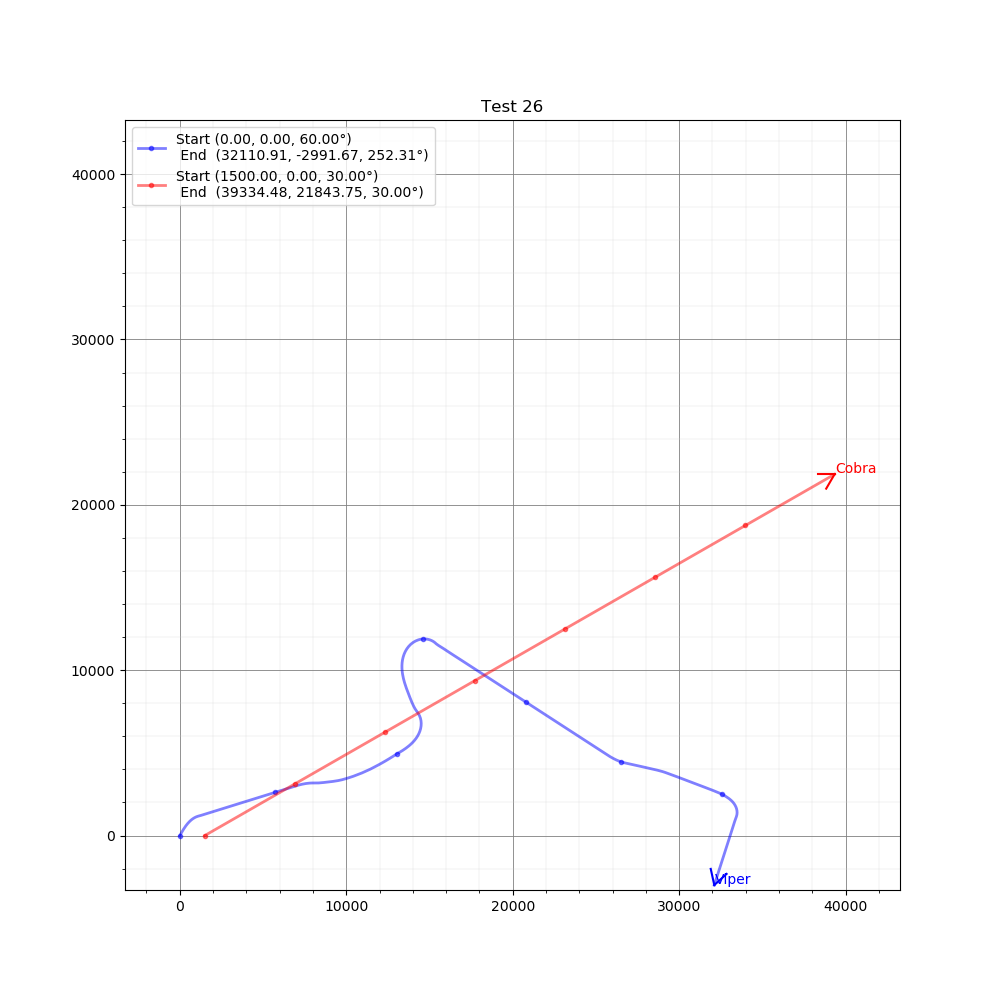 Test 26
Start (0.00, 0.00, 60.00°)
End (32110.91, -2991.67, 252.31°)
Start (1500.00, 0.00, 30.00°)
End (39334.48, 21843.75, 30.00°)
40000
30000
20000
10000
0
Cobra
Viper
0 10000 20000 30000 40000